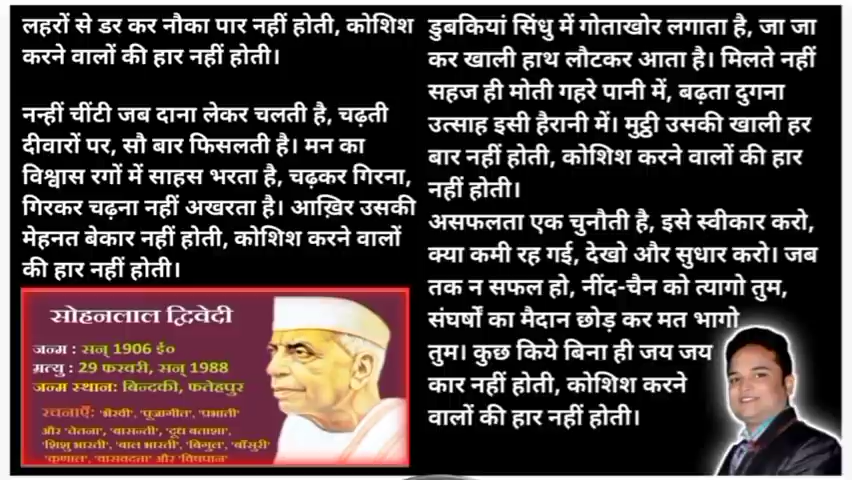 लहरों से डर कर नौका पार नहीं होती, कोशिश
करने वालों की हार नहीं होती।
नन्हीं चींटी जब दाना लेकर चलती है, चढ़ती
दीवारों पर, सौ बार फिसलती है। मन का
विश्वास रगों में साहस भरता है, चढ़कर गिरना,
गिरकर चढ़ना नहीं अखरता है। आख़िर उसकी
मेहनत बेकार नहीं होती, कोशिश करने वालों
की हार नहीं होती।
सोहनलाल द्विवेदी
जन्म : सन् 1906 ई०
म्रत्यु : 29 फरवरी, सन् 1988
जन्म स्थान: बिन्दकी, फतेहपुर
रचनाएँ: 'भैरवी', पूजागीत', 'प्रभाती'
और 'चेतना', 'बासन्ती', 'दूध बताशा',
'शिशु भारती', 'बाल भारती', 'बिगुल', 'बाँसुरी'
'कुणाल', 'वासवदत्ता' और 'विषपान'
डुबकियां सिंधु में गोताखोर लगाता है, जा जा
कर खाली हाथ लौटकर आता है। मिलते नहीं
सहज ही मोती गहरे पानी में, बढ़ता दुगना
उत्साह इसी हैरानी में। मुट्ठी उसकी खाली हर
बार नहीं होती, कोशिश करने वालों की हार
नहीं होती।
असफलता एक चुनौती है, इसे स्वीकार करो,
क्या कमी रह गई, देखो और सुधार करो। जब
तक न सफल हो, नींद-चैन को त्यागो तुम,
संघर्षों का मैदान छोड़ कर मत भागो
तुम। कुछ किये बिना ही जय जय
कार नहीं होती, कोशिश करने
वालों की हार नहीं होती।